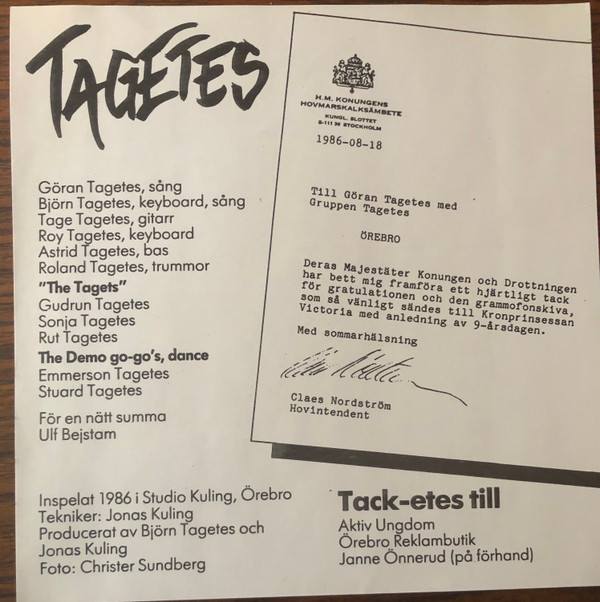 TAGETES
Göran Tagetes, sång
Björn Tagetes, keyboard, sång
Tage Tagetes, gitarr
Roy Tagetes, keyboard
Astrid Tagetes, bas
Roland Tagetes, trummor
"The Tagets"
Gudrun Tagetes
Sonja Tagetes
Rut Tagetes
The Demo go-go's, dance
Emmerson Tagetes
Stuard Tagetes
För en nätt summa
Ulf Bejstam
Inspelat 1986 i Studio Kuling, Örebro
Tekniker: Jonas Kuling
Producerat av Björn Tagetes och
Jonas Kuling
Foto: Christer Sundberg
H.M. KONUNGENS
HOVMARSKALKSÄMBETE
KUNGL. SLOTTET
S-111 30 STOCKHOLM
1986-08-18
Till Göran Tagetes med
Gruppen Tagetes
ÖREBRO
Deras Majestäter Konungen och Drottningen
har bett mig framföra ett hjärtligt tack
för gratulationen och den grammofonskiva,
som så vänligt sändes till Kronprinsessan
Victoria med anledning av 9-årsdagen.
Med sommarhälsning
Claes Nordström
Hovintendent
Tack-etes till
Aktiv Ungdom
Örebro Reklambutik
Janne Önnerud (på förhand)